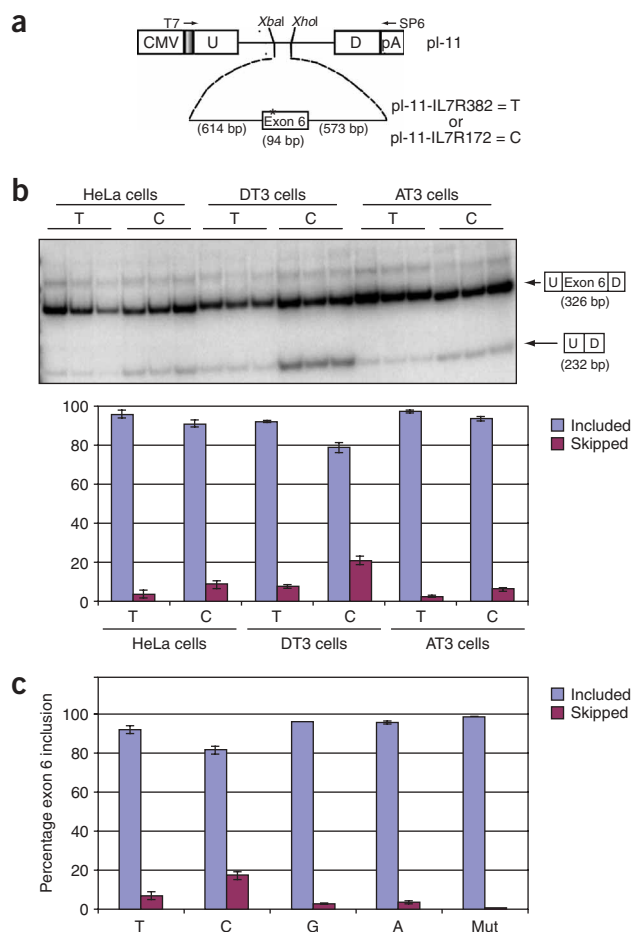 a
T7 XbaI XhoI SP6
CMV U D pA pI-11
*
(614 bp) Exon 6 (573 bp)
(94 bp)
pI-11-IL7R382 = T
or
pI-11-IL7R172 = C
b
HeLa cells DT3 cells AT3 cells
T C T C T C
U Exon 6 D
(326 bp)
U D
(232 bp)
100
80
60
40
20
0
Included
Skipped
T C T C T C
HeLa cells DT3 cells AT3 cells
c
Percentage exon 6 inclusion
100
80
60
40
20
0
Included
Skipped
T C G A Mut